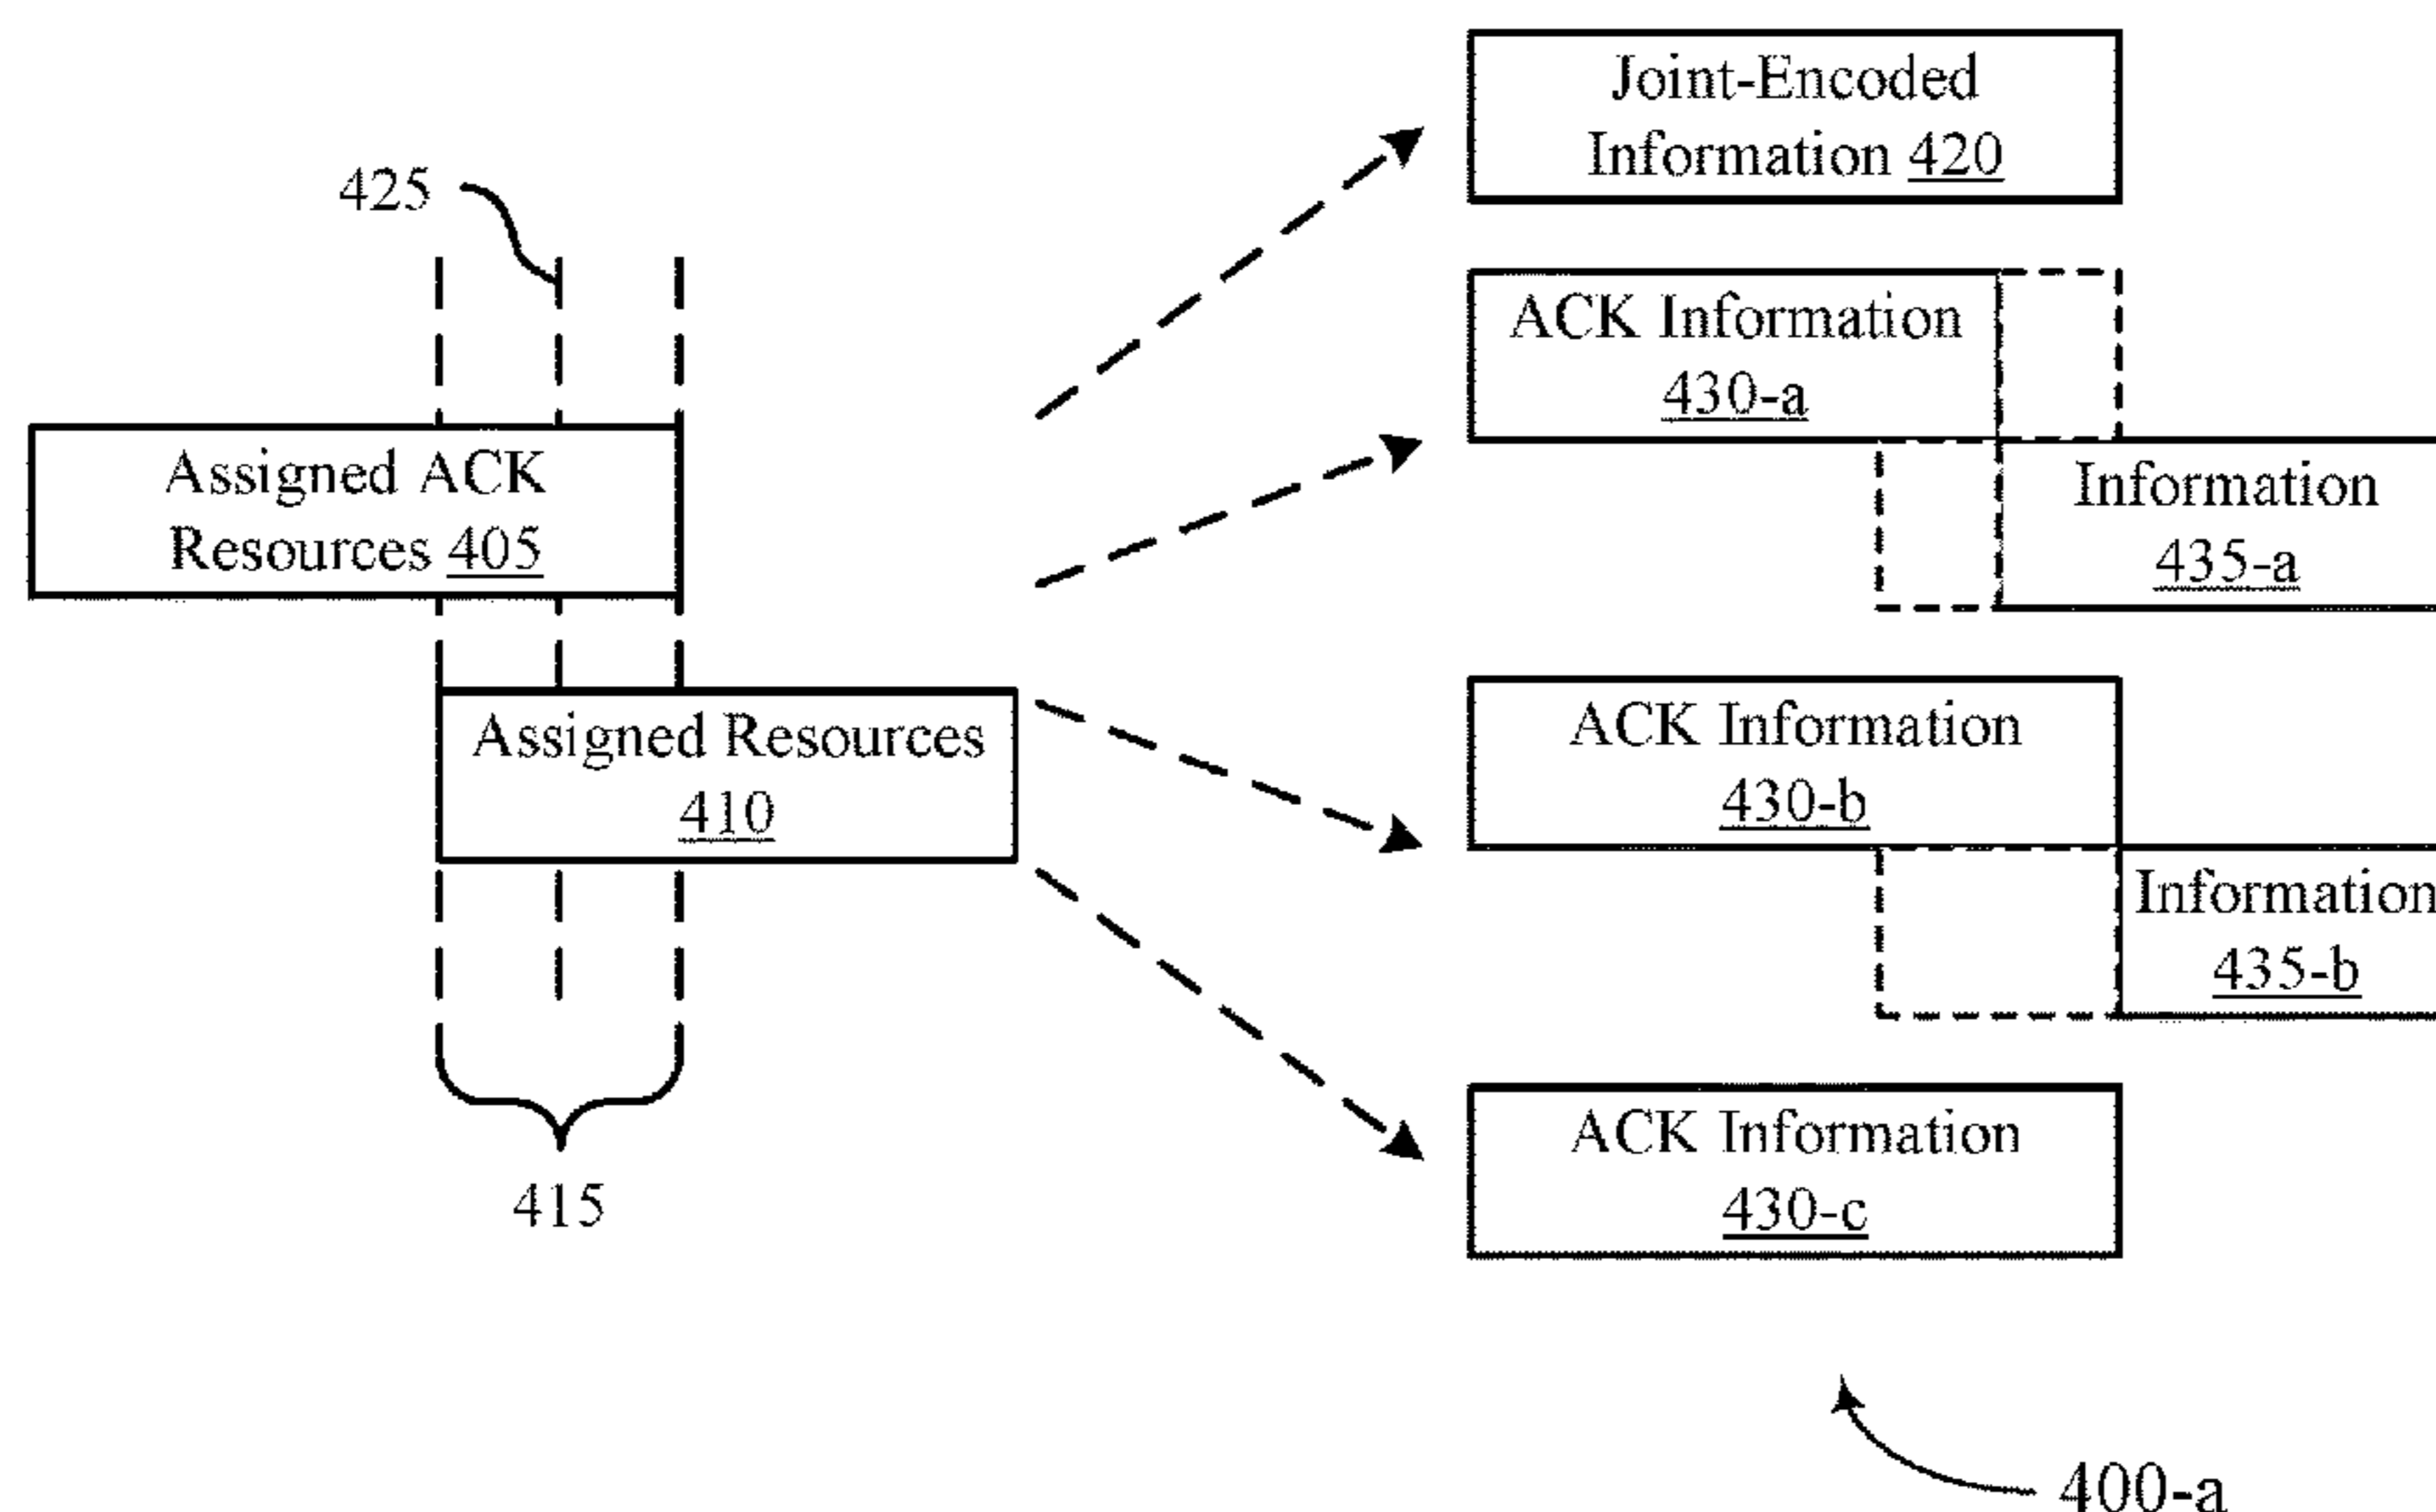 Joint-Encoded
Information 420
425
ACK Information
430-a
Assigned ACK
Resources 405
Information
435-a
Assigned Resources
410
ACK Information
430-b
Information
435-b
ACK Information
430-c
415
400-a